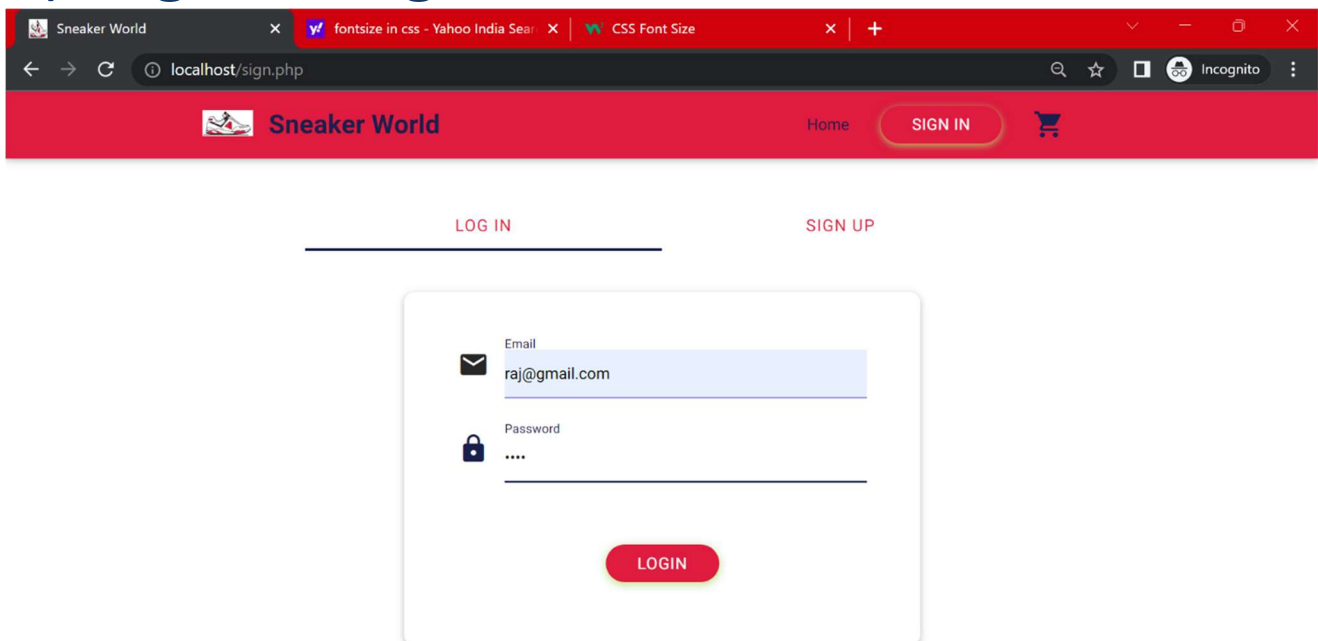 Sneaker World
fontsize in css - Yahoo India Sear
CSS Font Size
localhost/sign.php
Incognito
Sneaker World
Home
SIGN IN
LOG IN
SIGN UP
Email
raj@gmail.com
Password
LOGIN